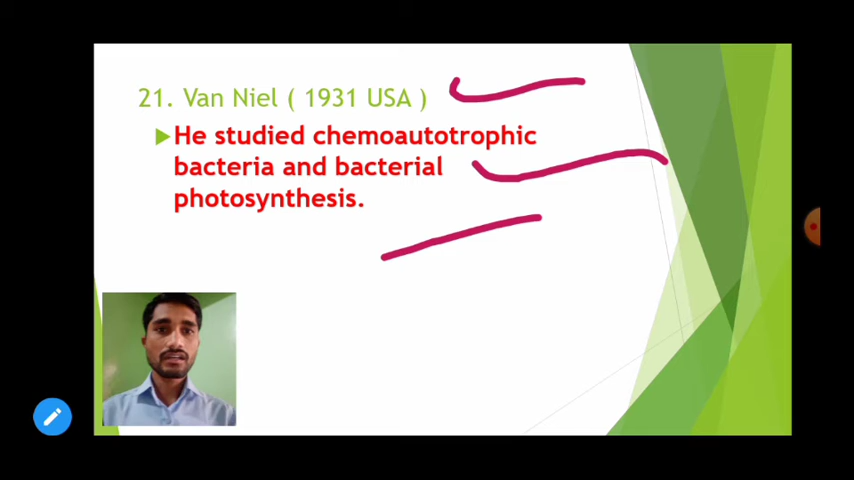 21. Van Niel ( 1931 USA )
He studied chemoautotrophic
bacteria and bacterial
photosynthesis.